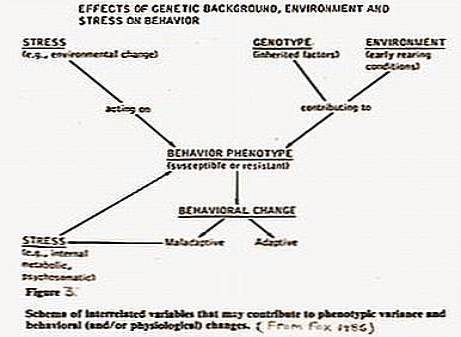 EFFECTS OF GENETIC BACKGROUND, ENVIRONMENT AND
STRESS ON BEHAVIOR
STRESS
(e.g., environmental change)
GENOTYPE
(inherited factors)
ENVIRONMENT
(early rearing
conditions)
acting on
contributing to
BEHAVIOR PHENOTYPE
(susceptible or resistant)
BEHAVIORAL CHANGE
STRESS
(e.g., internal
metabolic,
psychosomatic)
Maladaptive
Adaptive
Figure 3.
Schema of interrelated variables that may contribute to phenotypic variance and
behavioral (and/or physiological) changes. (From Fox 1986)